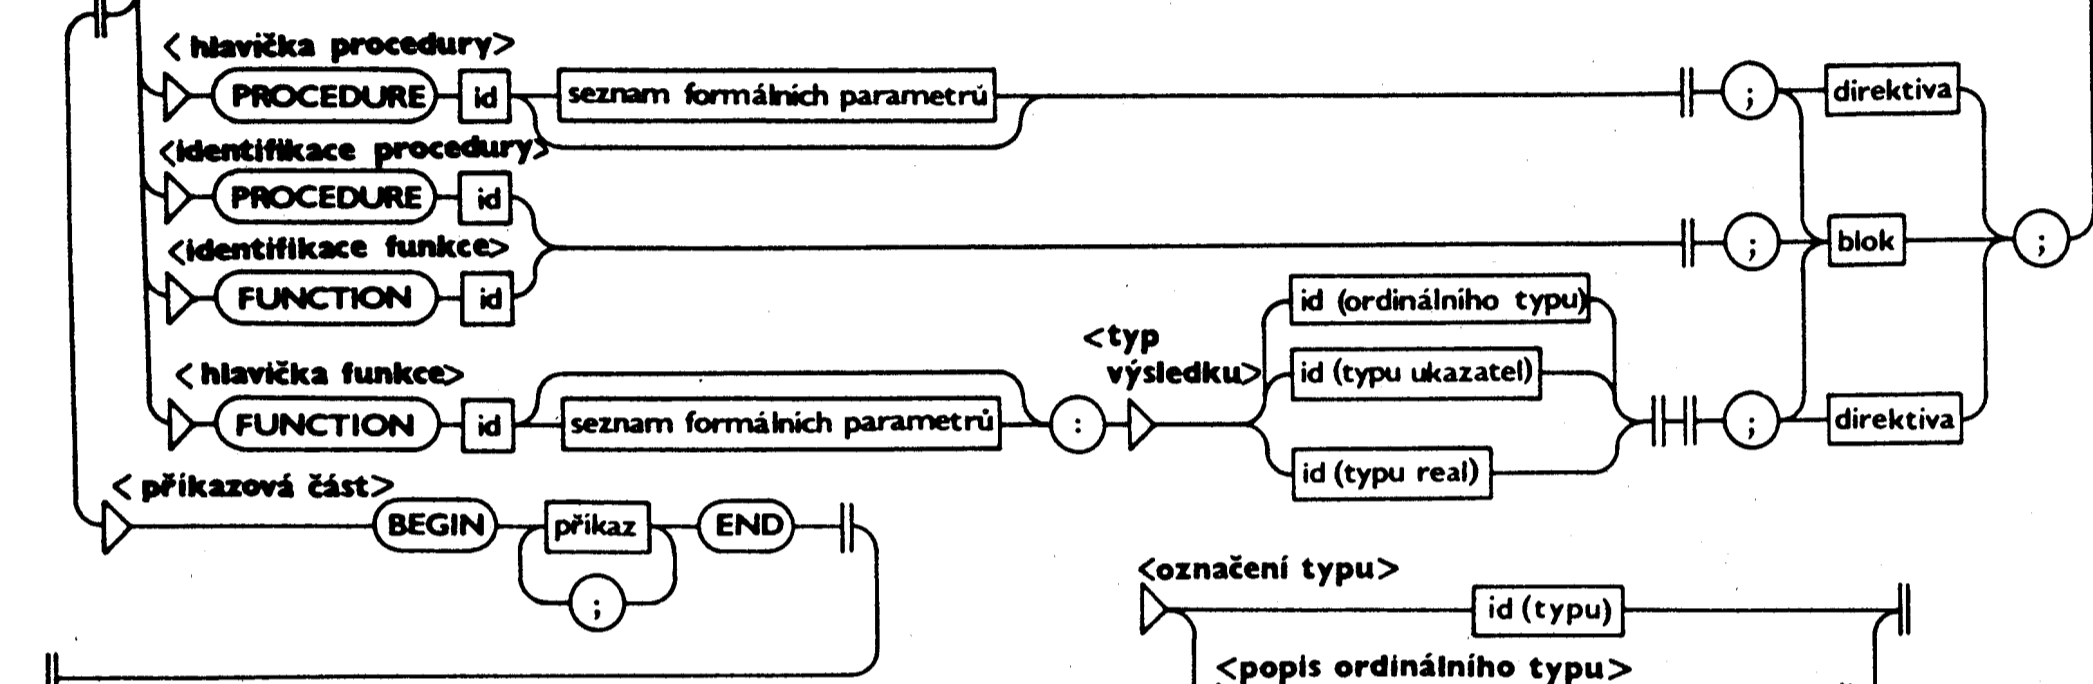 < hlavička procedury>
PROCEDURE id seznam formálních parametrů ; direktiva
<identifikace procedury>
PROCEDURE id
<identifikace funkce>
; blok ;
FUNCTION id
id (ordinálního typu)
<typ
výsledku>
id (typu ukazatel)
< hlavička funkce>
FUNCTION id seznam formálních parametrů : ; direktiva
id (typu real)
< příkazová část>
BEGIN příkaz END
;
<označení typu>
id (typu)
<popis ordinálního typu>